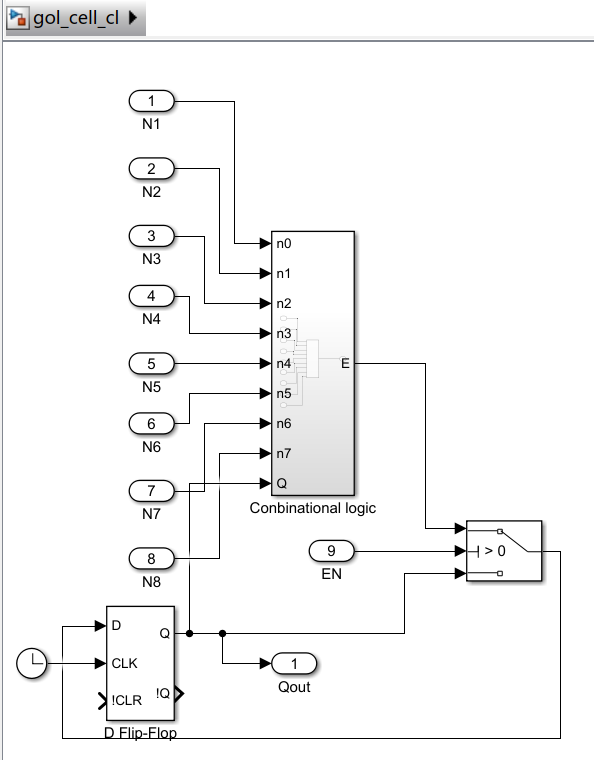 gol_cell_cl
1
N1
2
N2
3
N3
4
N4
5
N5
6
N6
7
N7
8
N8
n0
n1
n2
n3
n4
n5
n6
n7
Q
E
Conbinational logic
9
EN
> 0
D
CLK
!CLR
Q
!Q
D Flip-Flop
1
Qout